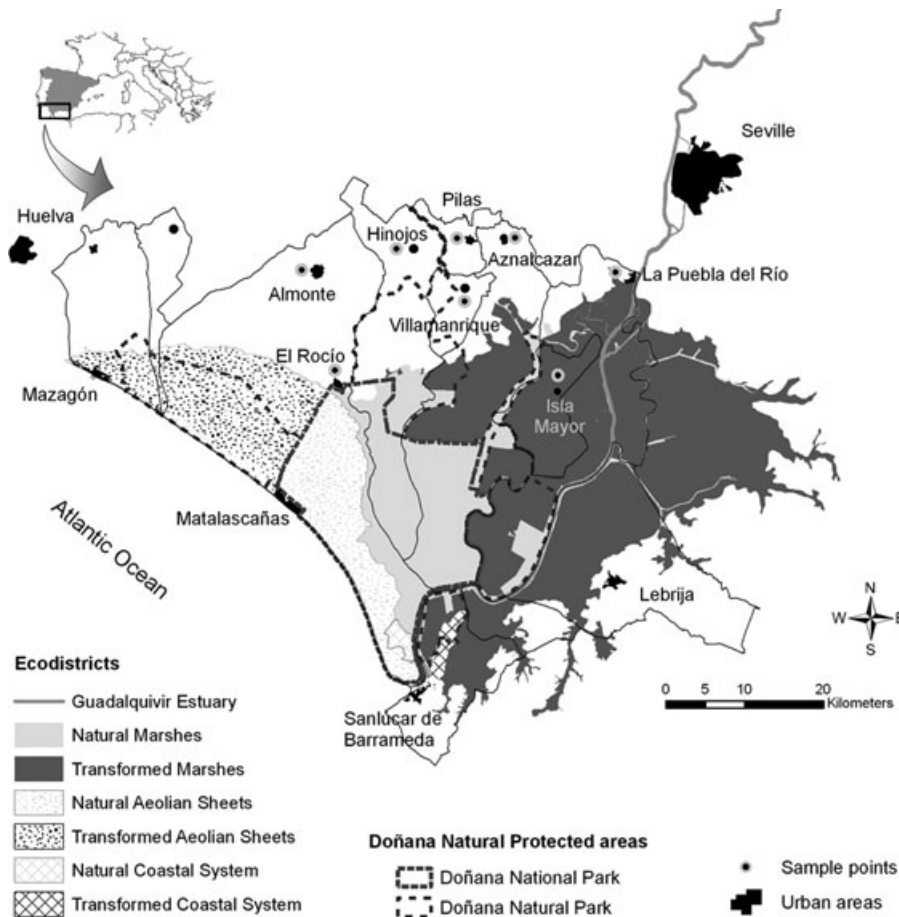 Seville
Huelva
Pilas
Hinojos
Aznalcazar
Almonte
La Puebla del Río
Villamanrique
El Rocío
Mazagón
Isía
Mayor
Matalascañas
Atlantic Ocean
Lebrija
N
W E
S
Sanlucar de
Barrameda
0 5 10 20
Kilometers
Ecodistricts
Guadalquivir Estuary
Natural Marshes
Transformed Marshes
Natural Aeolian Sheets
Transformed Aeolian Sheets
Natural Coastal System
Transformed Coastal System
Doñana Natural Protected areas
Doñana National Park
Doñana Natural Park
Sample points
Urban areas